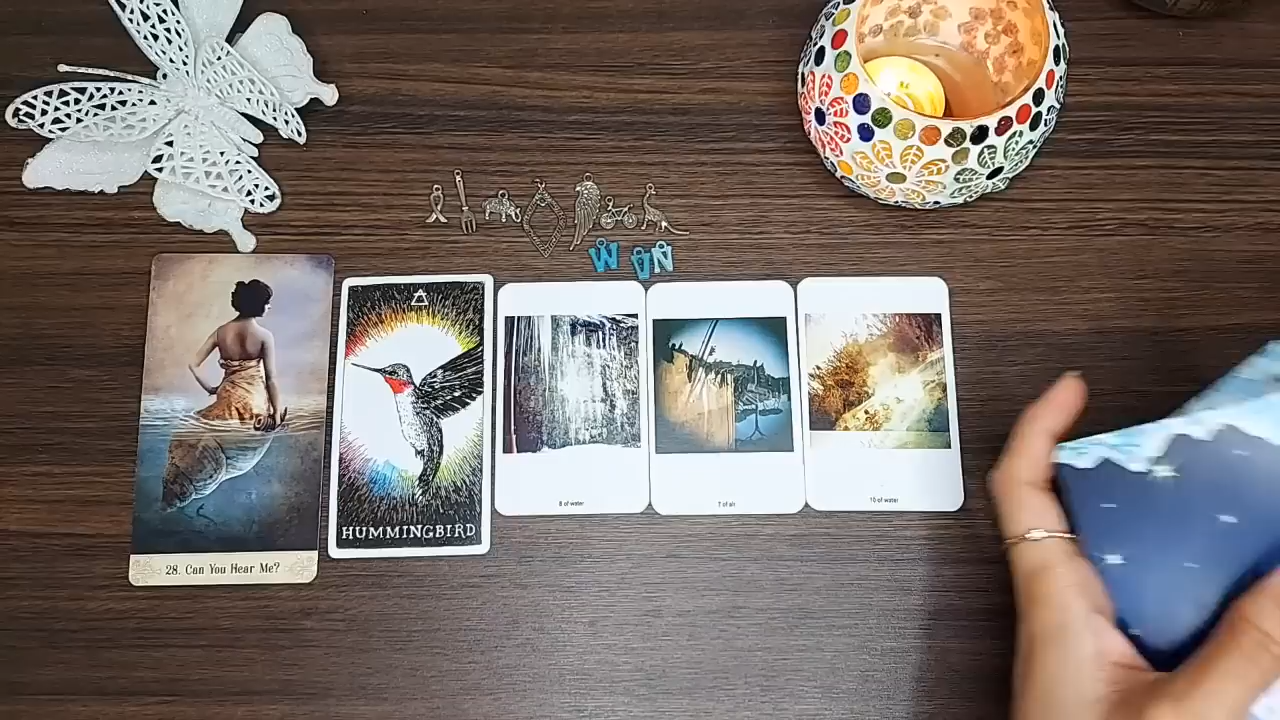 W V N
28. Can You Hear Me?
HUMMINGBIRD
8 of water
7 of air
10 of water